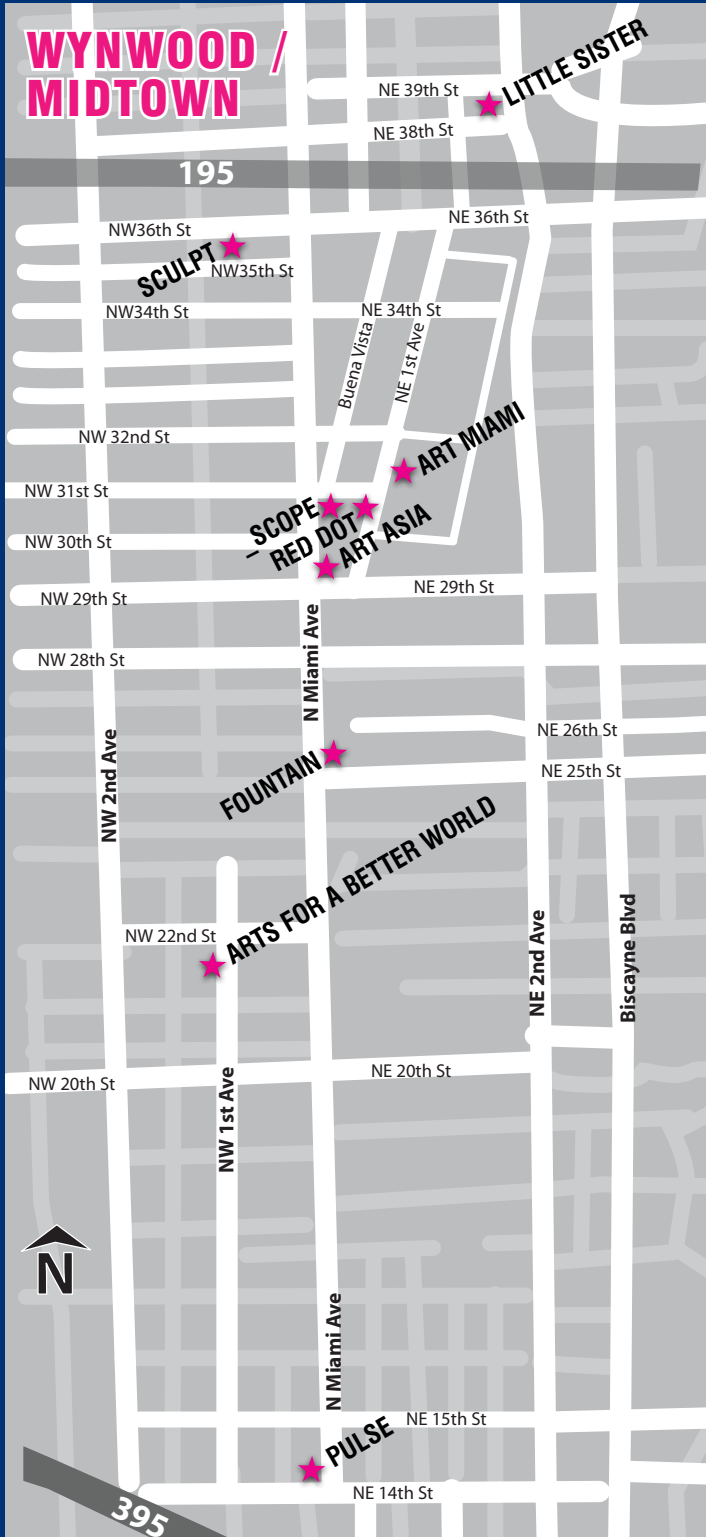 WYNWOOD /
MIDTOWN
LITTLE SISTER
NE 39th St
NE 38th St
195
NW36th St
NE 36th St
SCULPT
NW35th St
NW34th St
NE 34th St
Buena Vista
NE 1st Ave
NW 32nd St
ART MIAMI
NW 31st St
SCOPE
RED DOT
ART ASIA
NW 30th St
NE 29th St
NW 29th St
N Miami Ave
NW 28th St
NW 2nd Ave
NE 26th St
FOUNTAIN
NE 25th St
ARTS FOR A BETTER WORLD
NW 22nd St
NE 2nd Ave
Biscayne Blvd
NE 20th St
NW 20th St
NW 1st Ave
N
N Miami Ave
NE 15th St
PULSE
NE 14th St
395